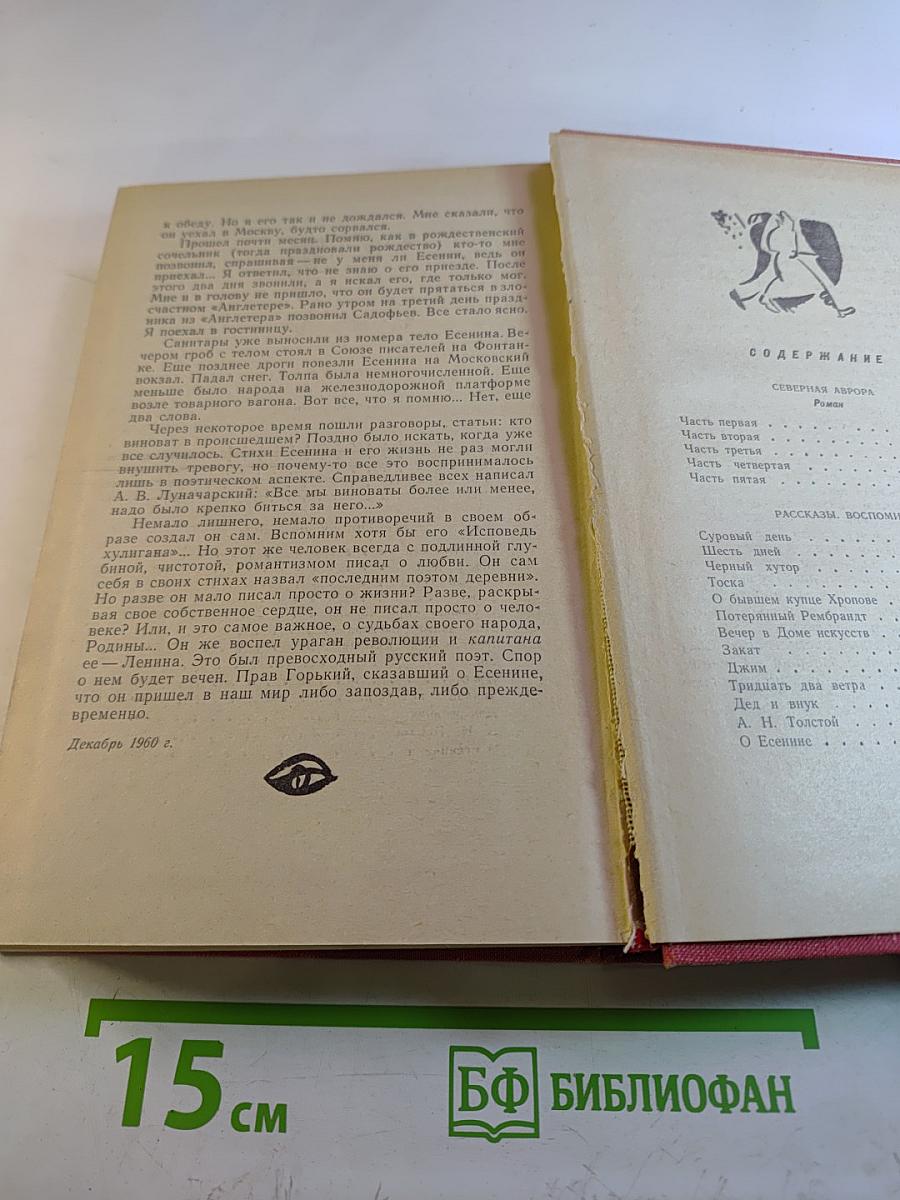 к обеду. Но я его так и не дождался. Мне сказали, что
он уехал в Москву, будто сорвался.
Прошел почти месяц. Помню, как в рождественский
сочельник (тогда праздновали рождество) кто-то мне
позвонил, спрашивая — не у меня ли Есенин, ведь он
приехал... Я ответил, что не знаю о его приезде. После
этого два дня звонили, а я искал его, где только мог.
Мне и в голову не пришло, что он будет прятаться в зло-
счастном «Англетере». Рано утром на третий день празд-
ника из «Англетера» позвонил Садофьев. Все стало ясно.
Я поехал в гостиницу.
Санитары уже выносили из номера тело Есенина. Ве-
чером гроб с телом стоял в Союзе писателей на Фонтан-
ке. Еще позднее дроги повезли Есенина на Московский
вокзал. Падал снег. Толпа была немногочисленной. Еще
меньше было народа на железнодорожной платформе
возле товарного вагона. Вот все, что я помню... Нет, еще
два слова.
Через некоторое время пошли разговоры, статьи: кто
виноват в происшедшем? Поздно было искать, когда уже
все случилось. Стихи Есенина и его жизнь не раз могли
внушить тревогу, но почему-то все это воспринималось
лишь в поэтическом аспекте. Справедливее всех написал
А. В. Луначарский: «Все мы виноваты более или менее,
надо было крепко биться за него...»
Немало лишнего, немало противоречий в своем об-
разе создал он сам. Вспомним хотя бы его «Исповедь
хулигана»... Но этот же человек всегда с подлинной глу-
биной, чистотой, романтизмом писал о любви. Он сам
себя в своих стихах назвал «последним поэтом деревни».
Но разве он мало писал просто о жизни? Разве, раскры-
вая свое собственное сердце, он не писал просто о чело-
веке? Или, и это самое важное, о судьбах своего народа,
Родины... Он же воспел ураган революции и капитана
ее — Ленина. Это был превосходный русский поэт. Спор
о нем будет вечен. Прав Горький, сказавший о Есенине,
что он пришел в наш мир либо запоздав, либо прежде-
временно.
Декабрь 1960 г.
СОДЕРЖАНИЕ
СЕВЕРНАЯ АВРОРА
Роман
Часть первая . . . . . . . . .
Часть вторая . . . . . . . . .
Часть третья . . . . . . . . .
Часть четвертая . . . . . . .
Часть пятая . . . . . . . . .
РАССКАЗЫ. ВОСПОМИ
Суровый день . . . . . . .
Шесть дней . . . . . . . .
Черный хутор . . . . . .
Тоска . . . . . . . . . .
О бывшем купце Хропове .
Потерянный Рембрандт . .
Вечер в Доме искусств . .
Закат . . . . . . . . .
Джим . . . . . . . . .
Тридцать два ветра . .
Дед и внук . . . . .
А. Н. Толстой . . . .
О Есенине . . . . . .
15 см
БФ БИБЛИОФАН